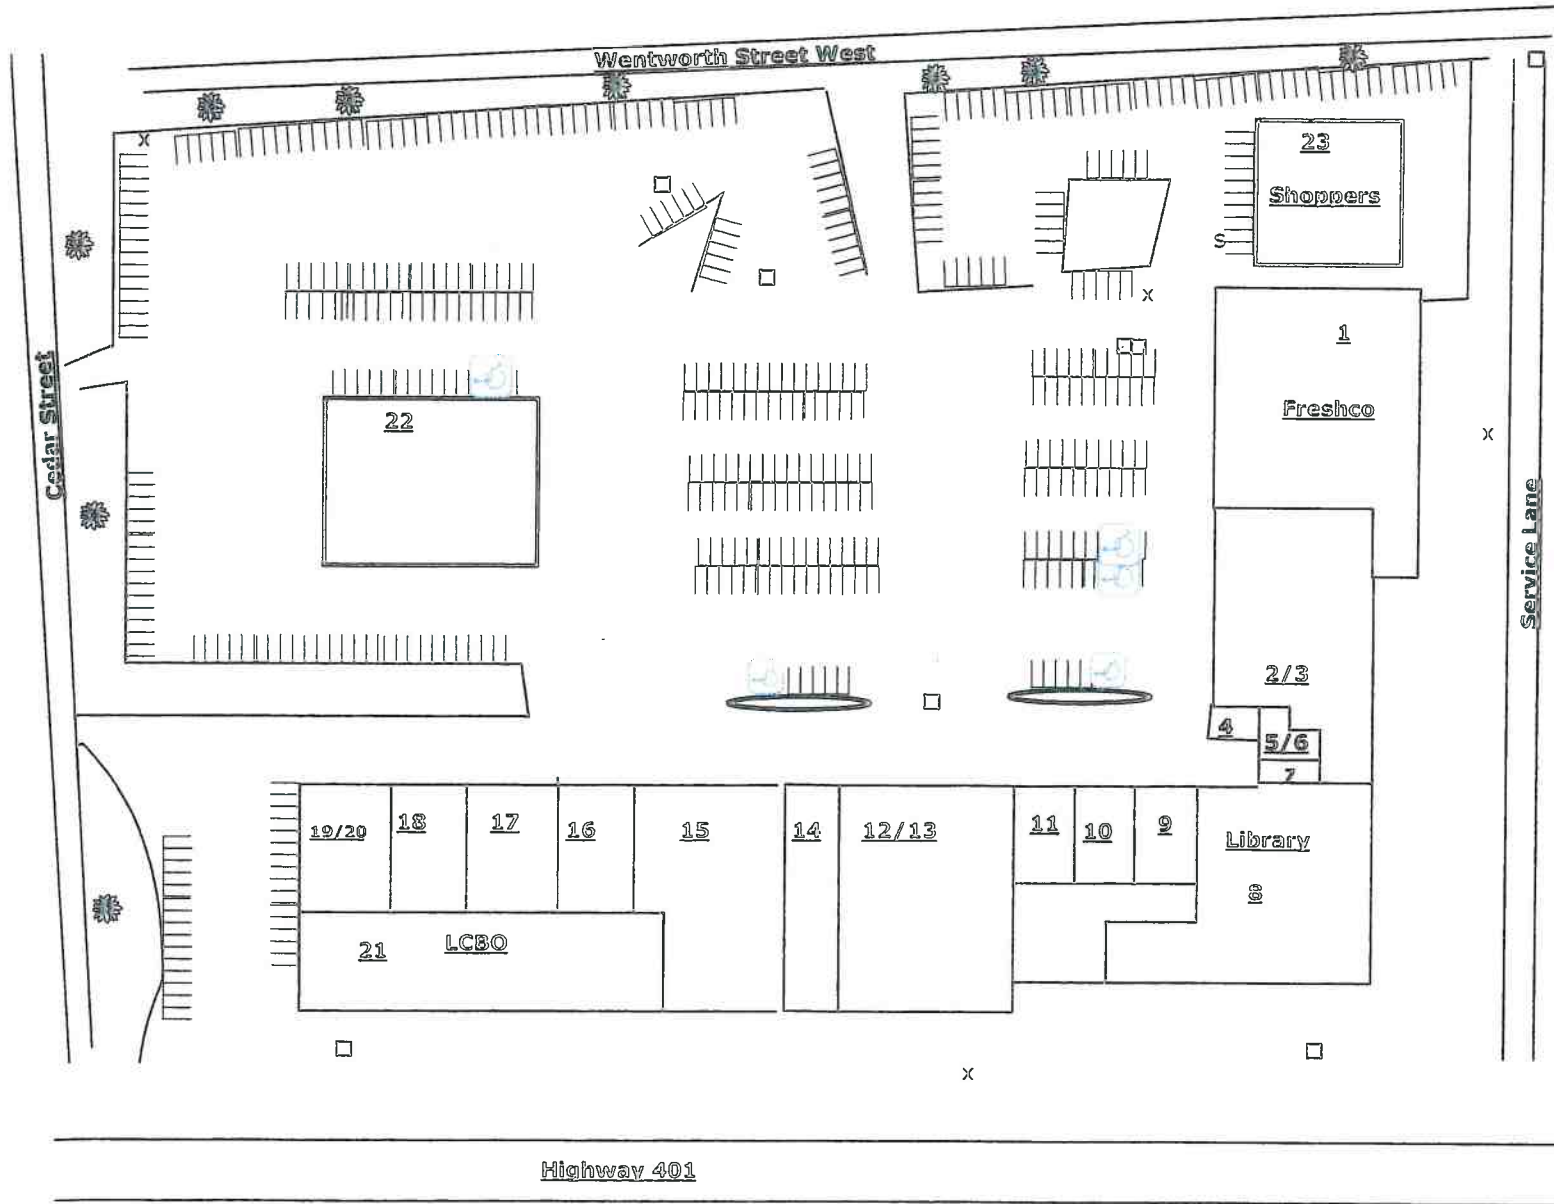 Wentworth Street West
23
Shoppers
S
x
x
1
Freshco
x
Cedar Street
22
Service Lane
2/3
4
5/6
7
19/20
18
17
16
15
14
12/13
11
10
9
Library
8
21
LCBO
x
Highway 401